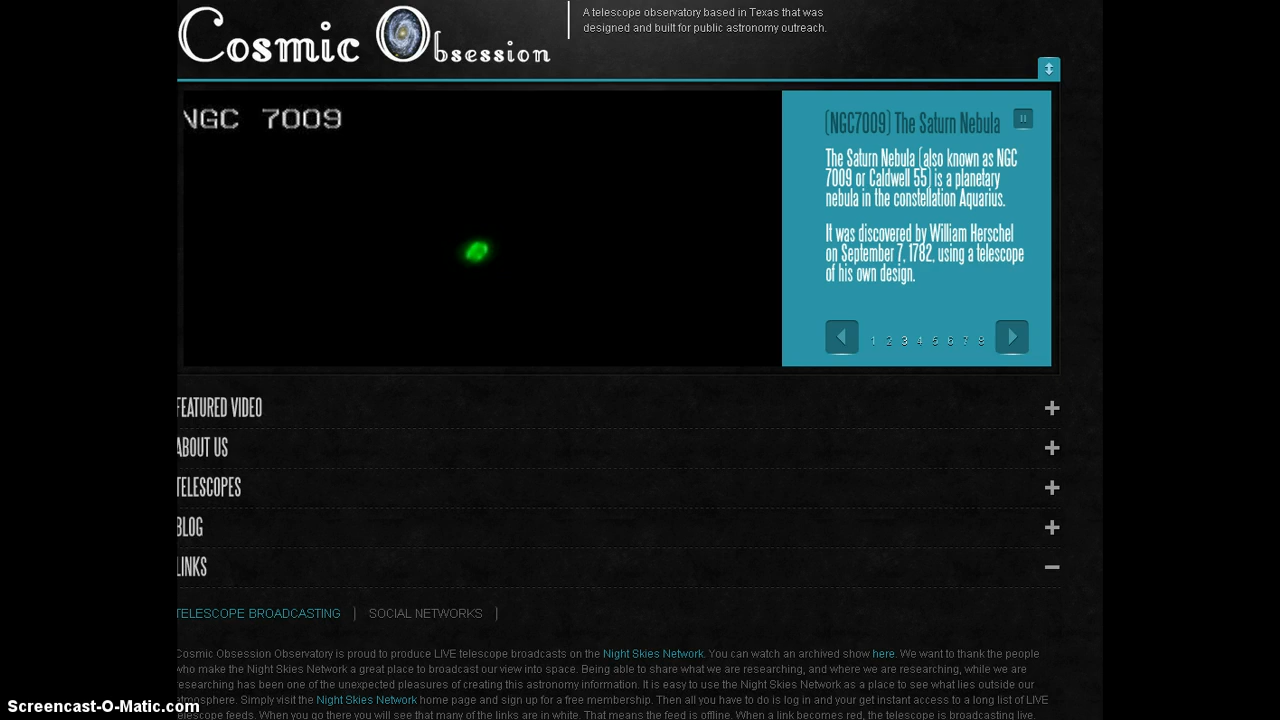 Cosmic Obsession
A telescope observatory based in Texas that was
designed and built for public astronomy outreach.
NGC 7009
(NGC7009) The Saturn Nebula
The Saturn Nebula (also known as NGC
7009 or Caldwell 55) is a planetary
nebula in the constellation Aquarius.
It was discovered by William Herschel
on September 7, 1782, using a telescope
of his own design.
1 2 3 4 5 6 7 8
FEATURED VIDEO
ABOUT US
TELESCOPES
BLOG
LINKS
TELESCOPE BROADCASTING | SOCIAL NETWORKS |
Cosmic Obsession Observatory is proud to produce LIVE telescope broadcasts on the Night Skies Network. You can watch an archived show here. We want to thank the people
who make the Night Skies Network a great place to broadcast our view into space. Being able to share what we are researching, and where we are researching, while we are
researching has been one of the unexpected pleasures of creating this astronomy information. It is easy to use the Night Skies Network as a place to see what lies outside our
atmosphere. Simply visit the Night Skies Network home page and sign up for a free membership. Then all you have to do is log in and your get instant access to a long list of LIVE
telescope feeds. When you go there you will see that many of the links are in white. That means the feed is offline. When a link becomes red, the telescope is broadcasting live.
Screencast-O-Matic.com